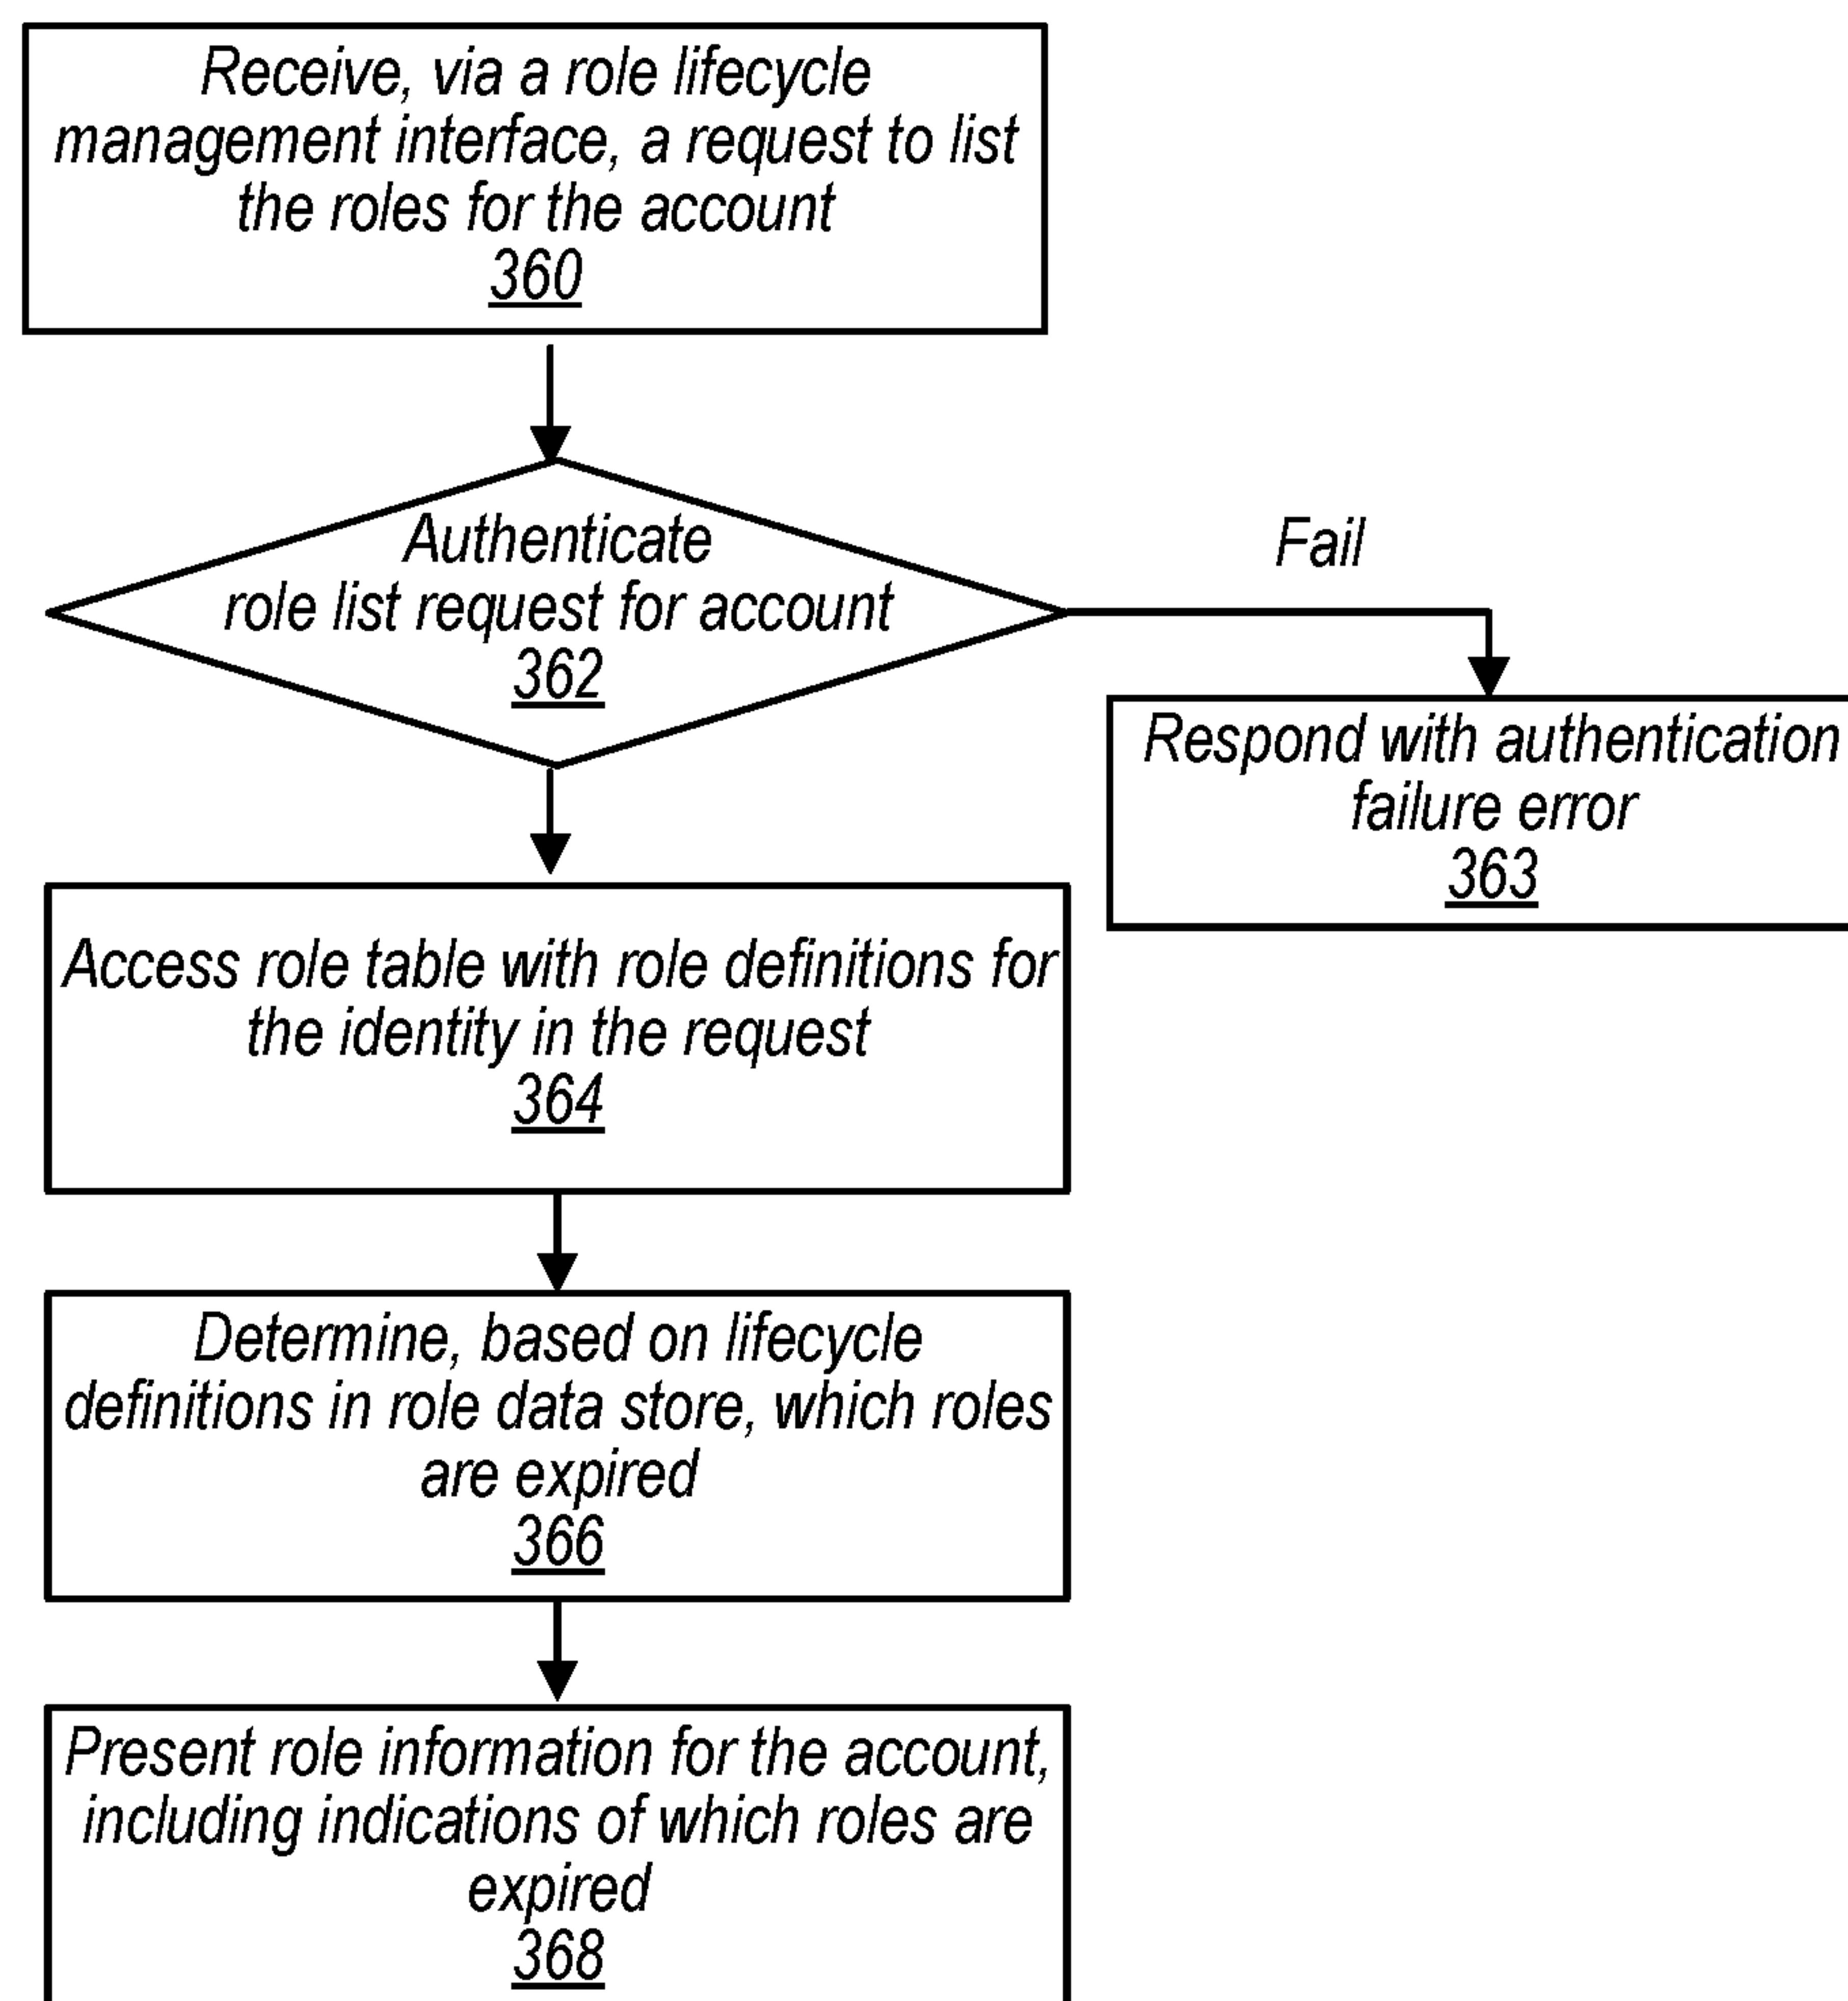 Receive, via a role lifecycle
management interface, a request to list
the roles for the account
360
Authenticate
role list request for account
362
Fail
Respond with authentication
failure error
363
Access role table with role definitions for
the identity in the request
364
Determine, based on lifecycle
definitions in role data store, which roles
are expired
366
Present role information for the account,
including indications of which roles are
expired
368